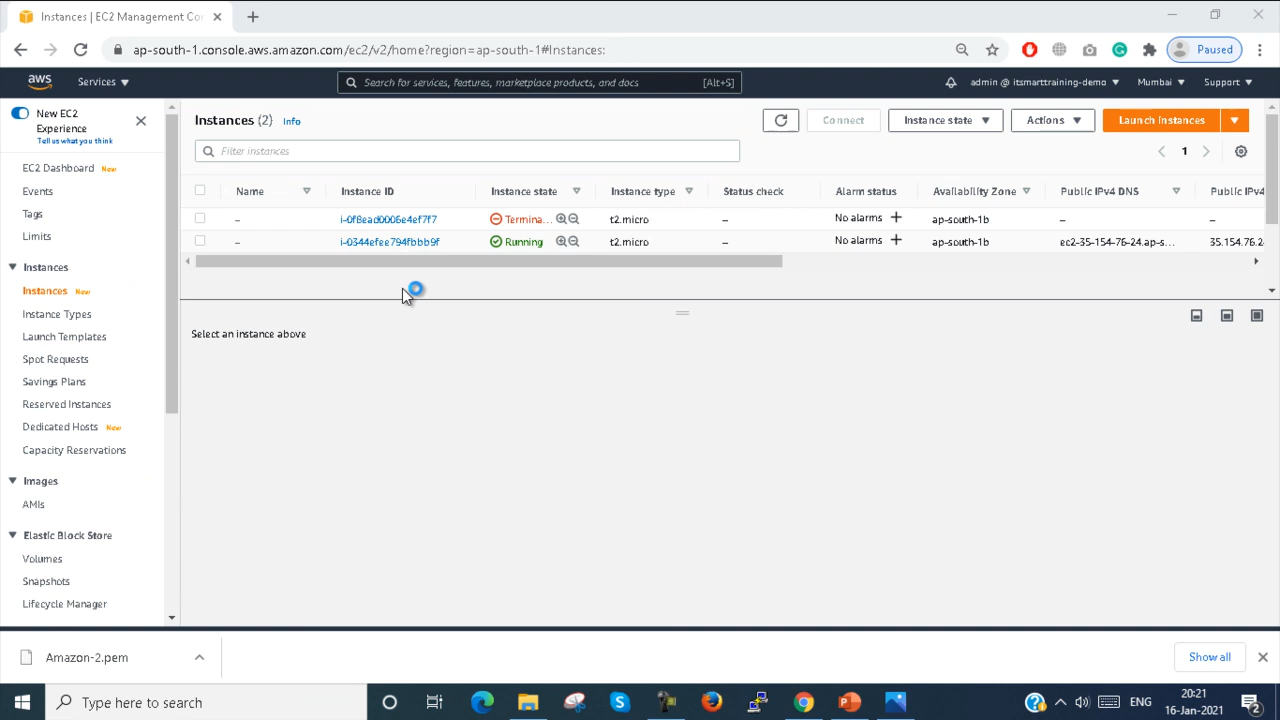 Instances | EC2 Management Co
ap-south-1.console.aws.amazon.com/ec2/v2/home?region=ap-south-1#Instances:
Paused
aws
Services
Search for services, features, marketplace products, and docs
[Alt+S]
admin @ itsmarttraining-demo
Mumbai
Support
New EC2
Experience
Tell us what you think
EC2 Dashboard New
Events
Tags
Limits
Instances
Instances New
Instance Types
Launch Templates
Spot Requests
Savings Plans
Reserved Instances
Dedicated Hosts New
Capacity Reservations
Images
AMIs
Elastic Block Store
Volumes
Snapshots
Lifecycle Manager
Instances (2) Info
Connect
Instance state
Actions
Launch instances
Filter instances
1
Name Instance ID Instance state Instance type Status check Alarm status Availability Zone Public IPv4 DNS Public IPv4
– i-0f8ead0006e4ef7f7 Termina... t2.micro – No alarms + ap-south-1b – –
– i-0344efee794fbbb9f Running t2.micro – No alarms + ap-south-1b ec2-35-154-76-24.ap-s... 35.154.76.2
Select an instance above
Amazon-2.pem
Show all
Type here to search
ENG
20:21
16-Jan-2021
2